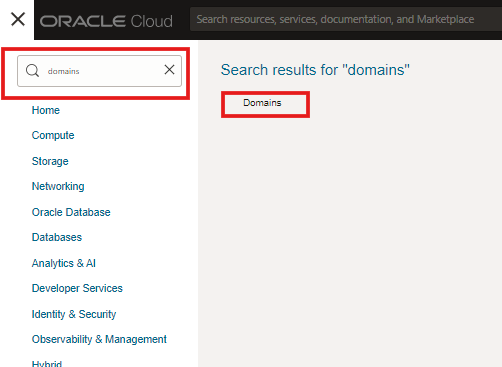 ORACLE Cloud
Search resources, services, documentation, and Marketplace
domains
Home
Compute
Storage
Networking
Oracle Database
Databases
Analytics & AI
Developer Services
Identity & Security
Observability & Management
Hybrid
Search results for "domains"
Domains